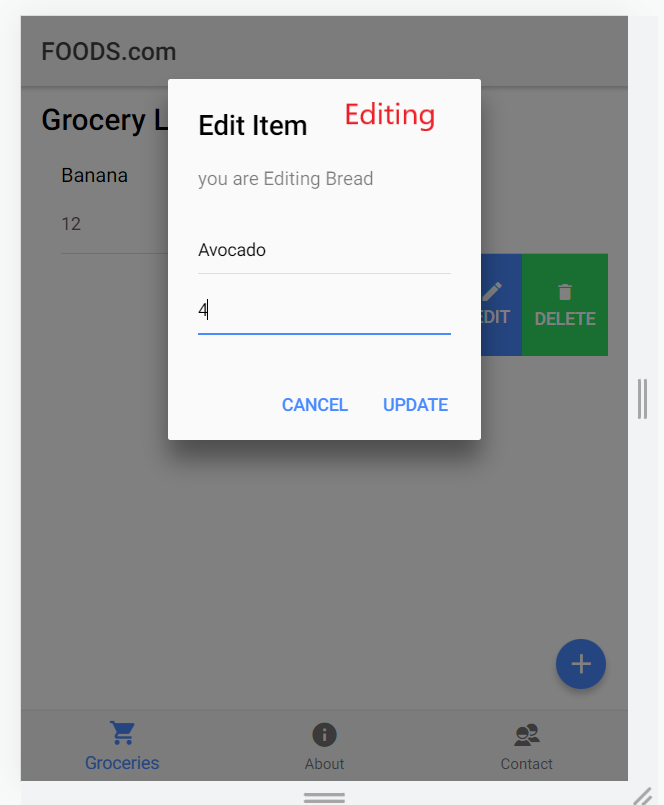 FOODS.com
Grocery L
Edit Item
Editing
you are Editing Bread
Banana
12
Avocado
4
EDIT
DELETE
CANCEL
UPDATE
Groceries
About
Contact